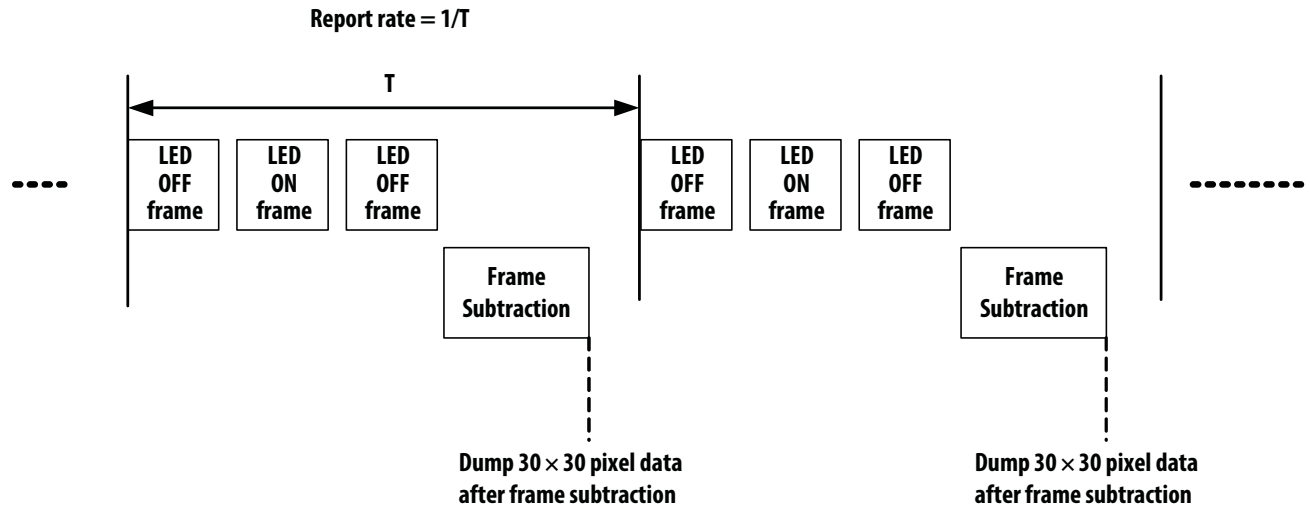 Report rate = 1/T
T
LED
OFF
frame
LED
ON
frame
LED
OFF
frame
LED
OFF
frame
LED
ON
frame
LED
OFF
frame
Frame
Subtraction
Frame
Subtraction
Dump 30 × 30 pixel data
after frame subtraction
Dump 30 × 30 pixel data
after frame subtraction